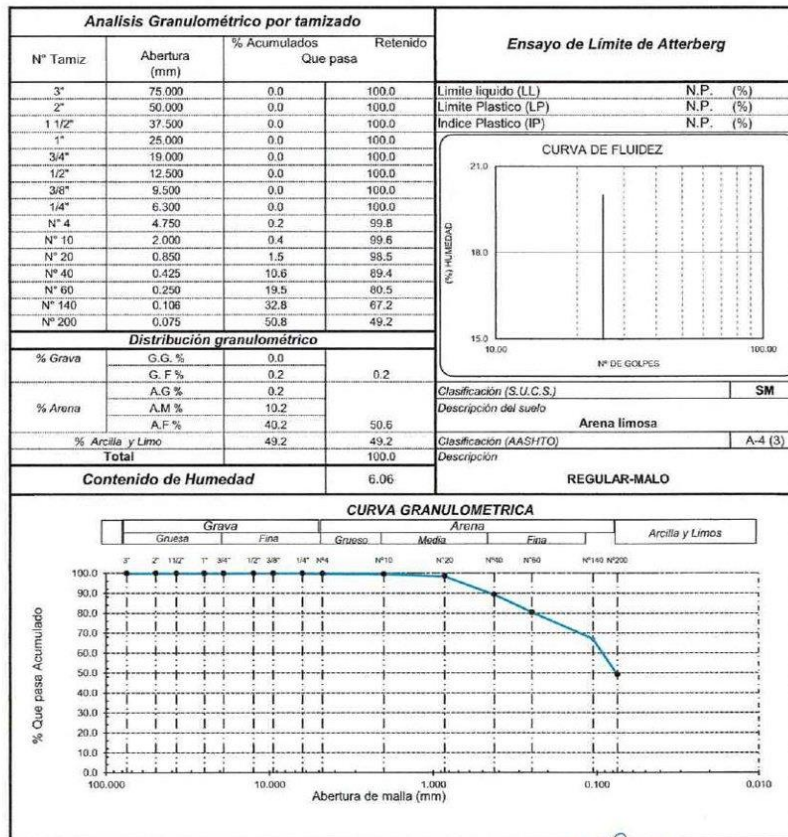 Analisis Granulométrico por tamizado
N° Tamiz Abertura (mm) % Acumulados Retenido
Que pasa
3" 75.000 0.0 100.0
2" 50.000 0.0 100.0
1 1/2" 37.500 0.0 100.0
1" 25.000 0.0 100.0
3/4" 19.000 0.0 100.0
1/2" 12.500 0.0 100.0
3/8" 9.500 0.0 100.0
1/4" 6.300 0.0 100.0
N° 4 4.750 0.2 99.8
N° 10 2.000 0.4 99.6
N° 20 0.850 1.5 98.5
N° 40 0.425 10.6 89.4
N° 60 0.250 19.5 80.5
N° 140 0.106 32.8 67.2
N° 200 0.075 50.8 49.2
Distribución granulométrico
% Grava G.G. % 0.0
G. F % 0.2 0.2
A.G % 0.2
% Arena A.M % 10.2
A.F % 40.2 50.6
% Arcilla y Limo 49.2 49.2
Total 100.0
Contenido de Humedad 6.06
Ensayo de Límite de Atterberg
Limite liquido (LL) N.P. (%)
Limite Plastico (LP) N.P. (%)
Indice Plastico (IP) N.P. (%)
CURVA DE FLUIDEZ
21.0
(%) HUMEDAD
18.0
15.0
10.00 100.00
N° DE GOLPES
Clasificación (S.U.C.S.) SM
Descripción del suelo
Arena limosa
Clasificación (AASHTO) A-4 (3)
Descripción
REGULAR-MALO
CURVA GRANULOMETRICA
Grava Arena Arcilla y Limos
Gruesa Fina Grueso Media Fina
3" 2" 11/2" 1" 3/4" 1/2" 3/8" 1/4" N°4 N°10 N°20 N°40 N°60 N°140 N°200
% Que pasa Acumulado
100.0
90.0
80.0
70.0
60.0
50.0
40.0
30.0
20.0
10.0
0.0
100.000 10.000 1.000 0.100 0.010
Abertura de malla (mm)